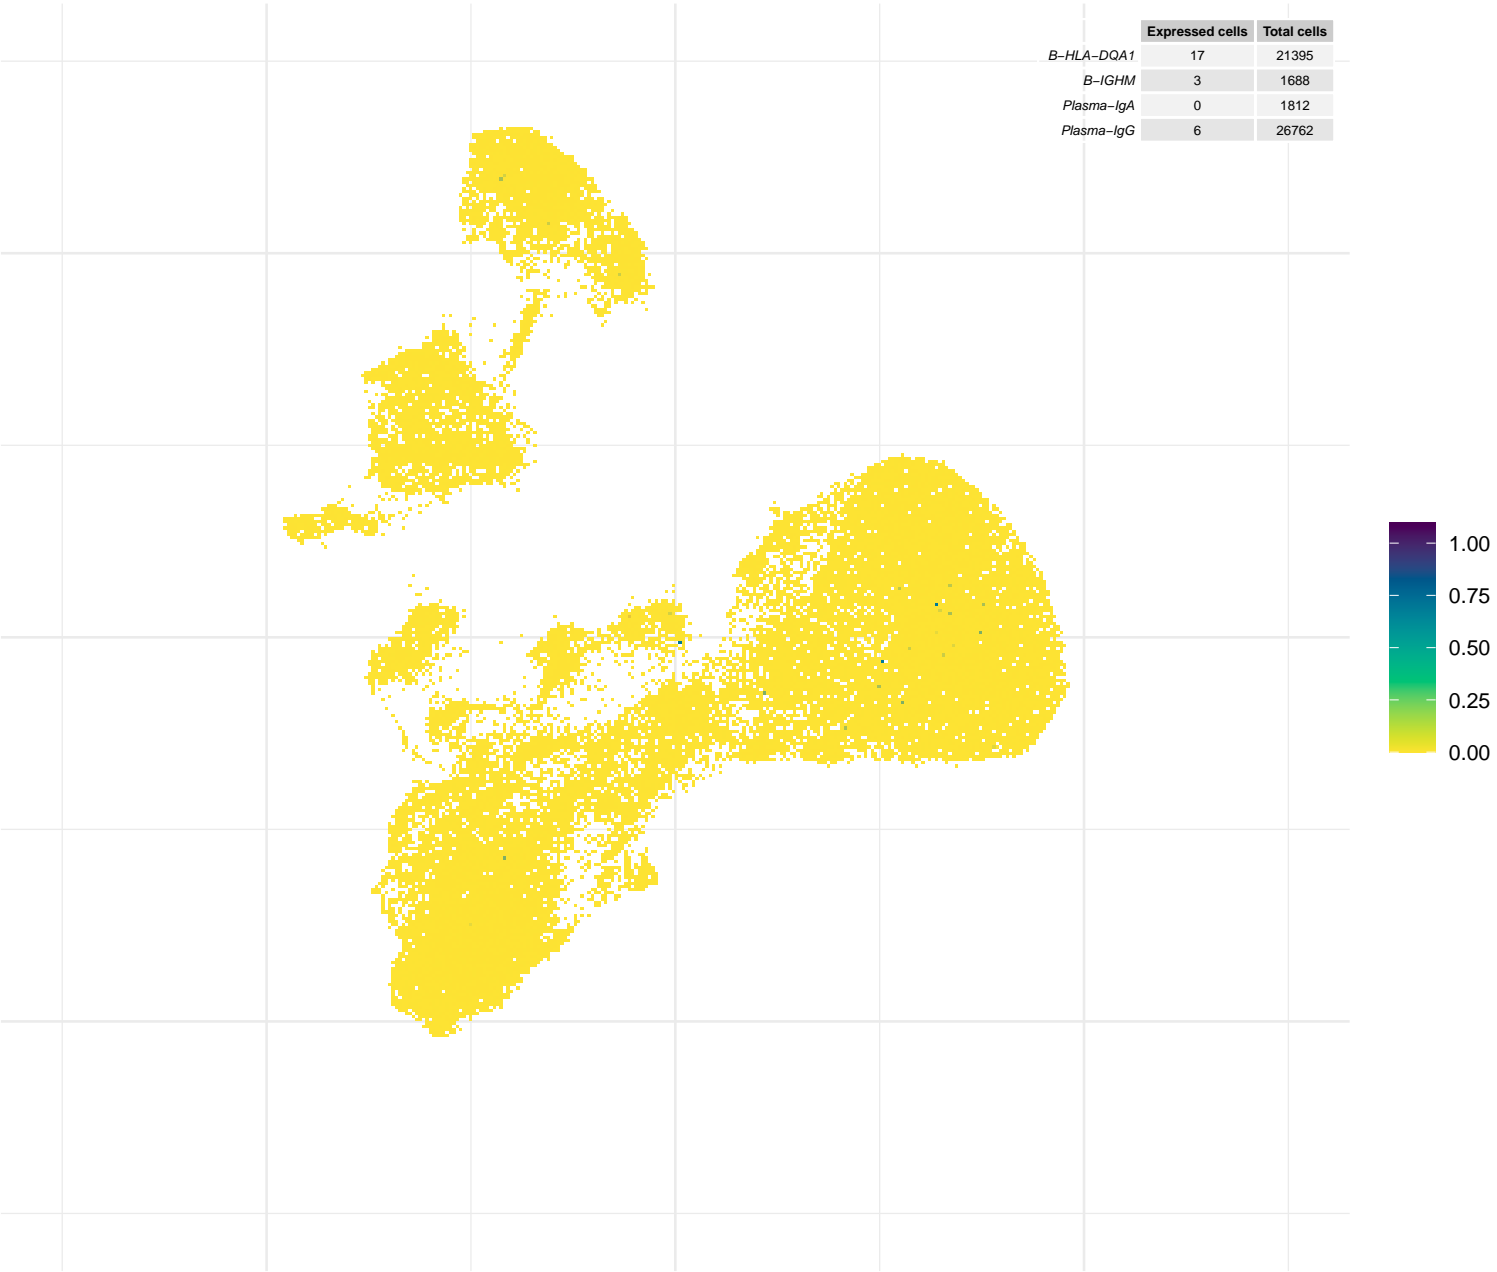 Expressed cells Total cells
B−HLA−DQA1 17 21395
B−IGHM 3 1688
Plasma−IgA 0 1812
Plasma−IgG 6 26762
1.00
0.75
0.50
0.25
0.00